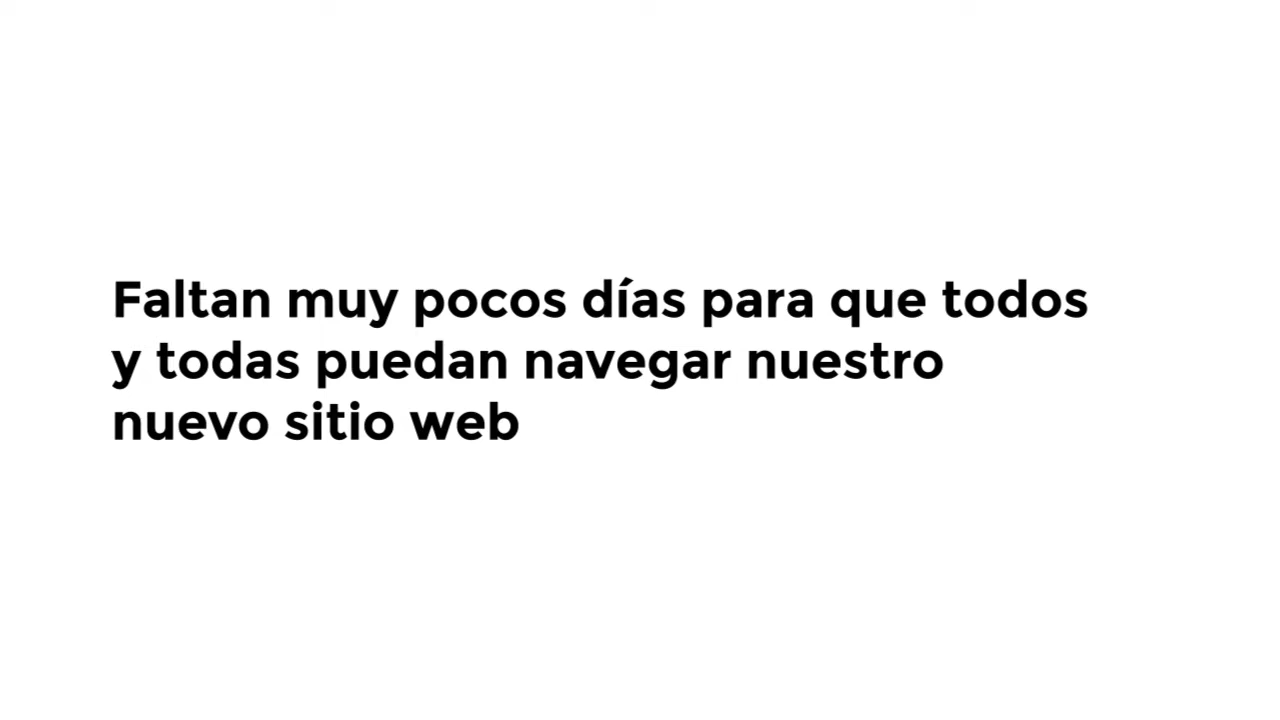 Faltan muy pocos días para que todos
y todas puedan navegar nuestro
nuevo sitio web